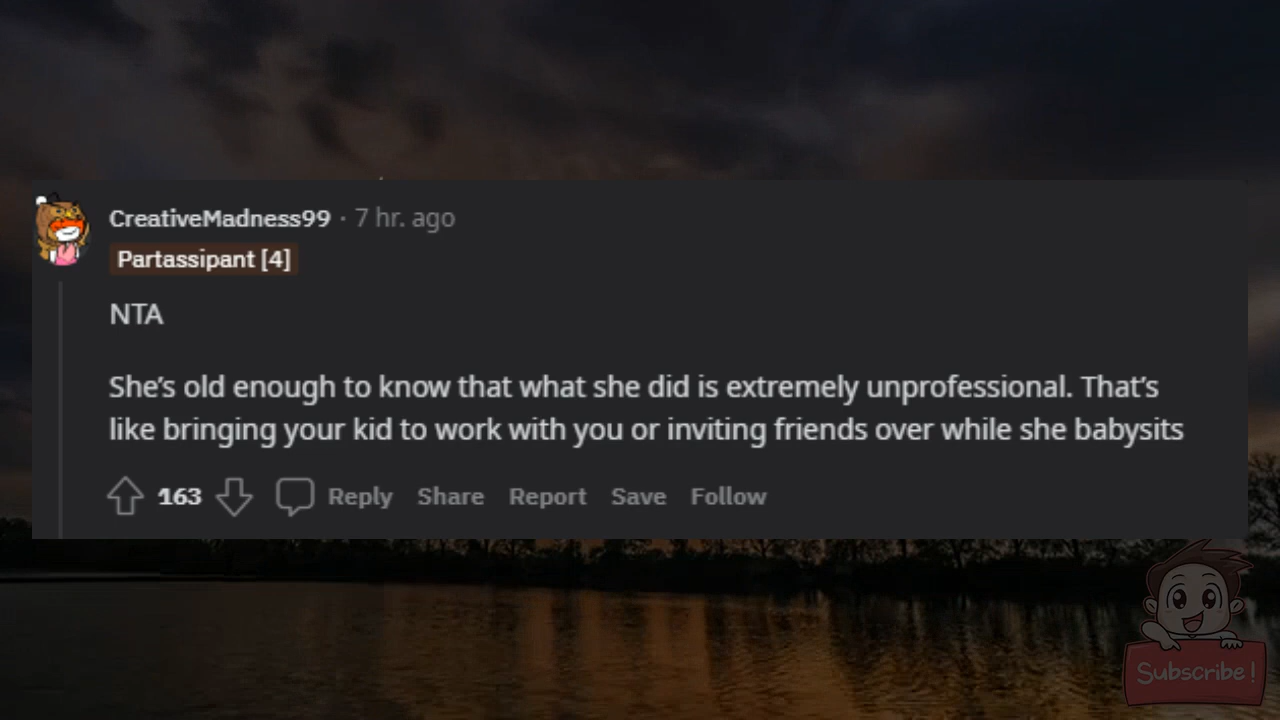 CreativeMadness99 · 7 hr. ago
Partassipant [4]
NTA
She's old enough to know that what she did is extremely unprofessional. That's
like bringing your kid to work with you or inviting friends over while she babysits
163 Reply Share Report Save Follow
Subscribe!